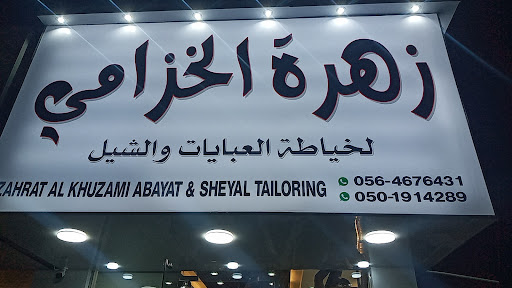 زهرة الخزامي
لخياطة العبايات والشيل
ZAHRAT AL KHUZAMI ABAYAT & SHEYAL TAILORING
056-4676431
050-1914289